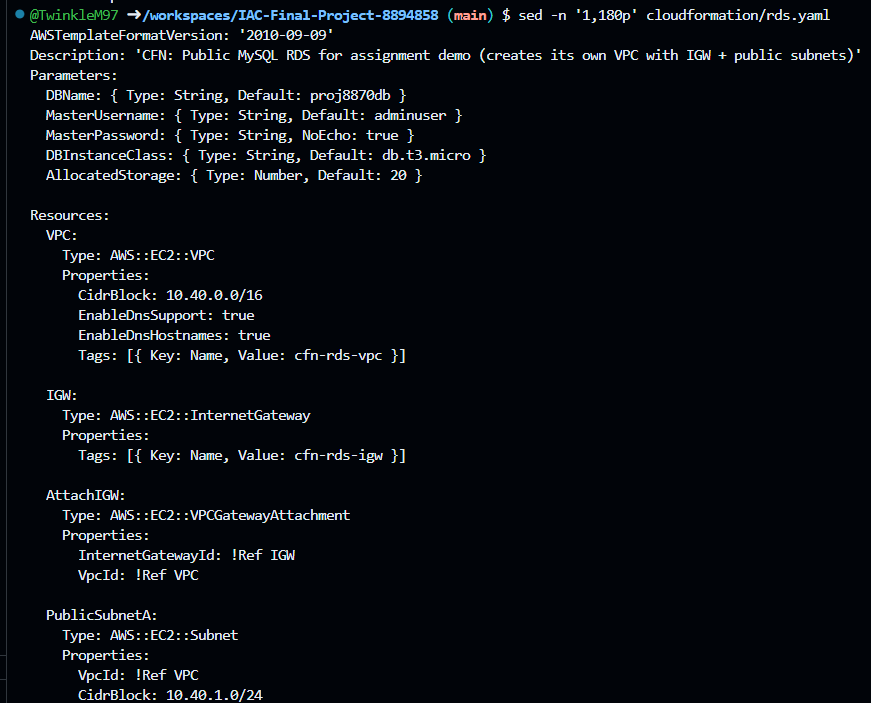 @TwinkleM97 ➜/workspaces/IAC-Final-Project-8894858 (main) $ sed -n '1,180p' cloudformation/rds.yaml
AWSTemplateFormatVersion: '2010-09-09'
Description: 'CFN: Public MySQL RDS for assignment demo (creates its own VPC with IGW + public subnets)'
Parameters:
  DBName: { Type: String, Default: proj8870db }
  MasterUsername: { Type: String, Default: adminuser }
  MasterPassword: { Type: String, NoEcho: true }
  DBInstanceClass: { Type: String, Default: db.t3.micro }
  AllocatedStorage: { Type: Number, Default: 20 }

Resources:
  VPC:
    Type: AWS::EC2::VPC
    Properties:
      CidrBlock: 10.40.0.0/16
      EnableDnsSupport: true
      EnableDnsHostnames: true
      Tags: [{ Key: Name, Value: cfn-rds-vpc }]

  IGW:
    Type: AWS::EC2::InternetGateway
    Properties:
      Tags: [{ Key: Name, Value: cfn-rds-igw }]

  AttachIGW:
    Type: AWS::EC2::VPCGatewayAttachment
    Properties:
      InternetGatewayId: !Ref IGW
      VpcId: !Ref VPC

  PublicSubnetA:
    Type: AWS::EC2::Subnet
    Properties:
      VpcId: !Ref VPC
      CidrBlock: 10.40.1.0/24